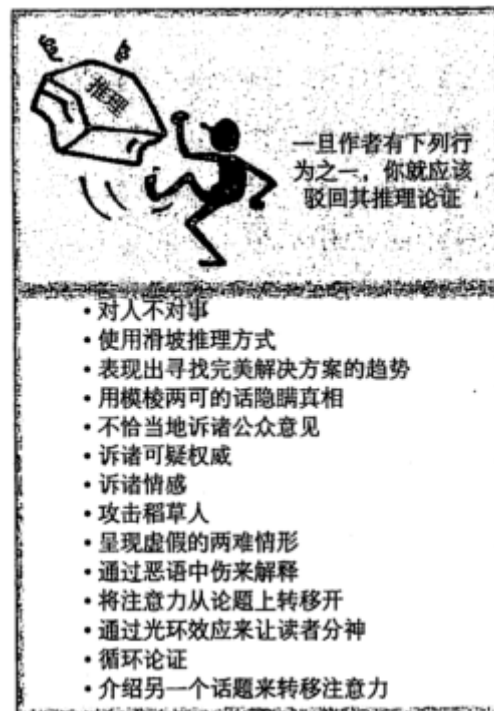 推理
一旦作者有下列行
为之一，你就应该
驳回其推理论证
• 对人不对事
• 使用滑坡推理方式
• 表现出寻找完美解决方案的趋势
• 用模棱两可的话隐瞒真相
• 不恰当地诉诸公众意见
• 诉诸可疑权威
• 诉诸情感
• 攻击稻草人
• 呈现虚假的两难情形
• 通过恶语中伤来解释
• 将注意力从论题上转移开
• 通过光环效应来让读者分神
• 循环论证
• 介绍另一个话题来转移注意力